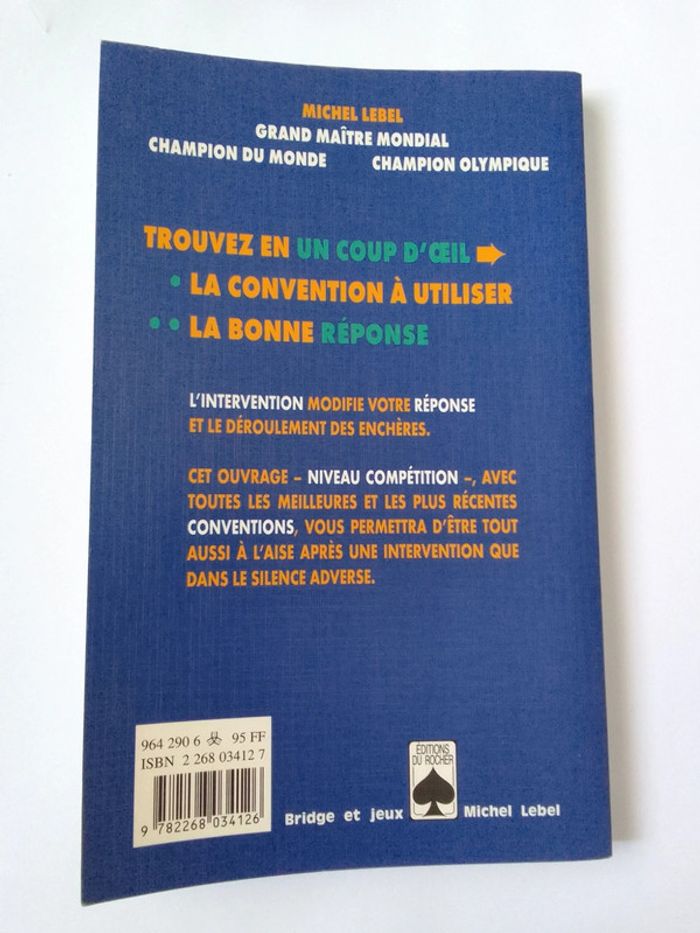 MICHEL LEBEL
GRAND MAÎTRE MONDIAL
CHAMPION DU MONDE CHAMPION OLYMPIQUE
TROUVEZ EN UN COUP D'ŒIL
• LA CONVENTION À UTILISER
•• LA BONNE RÉPONSE
L'INTERVENTION MODIFIE VOTRE RÉPONSE
ET LE DÉROULEMENT DES ENCHÈRES.
CET OUVRAGE – NIVEAU COMPÉTITION –, AVEC
TOUTES LES MEILLEURES ET LES PLUS RÉCENTES
CONVENTIONS, VOUS PERMETTRA D'ÊTRE TOUT
AUSSI À L'AISE APRÈS UNE INTERVENTION QUE
DANS LE SILENCE ADVERSE.
964 290 6 95 FF
ISBN 2 268 03412 7
9 782268 034126
ÉDITIONS
DU ROCHER
Bridge et jeux Michel Lebel